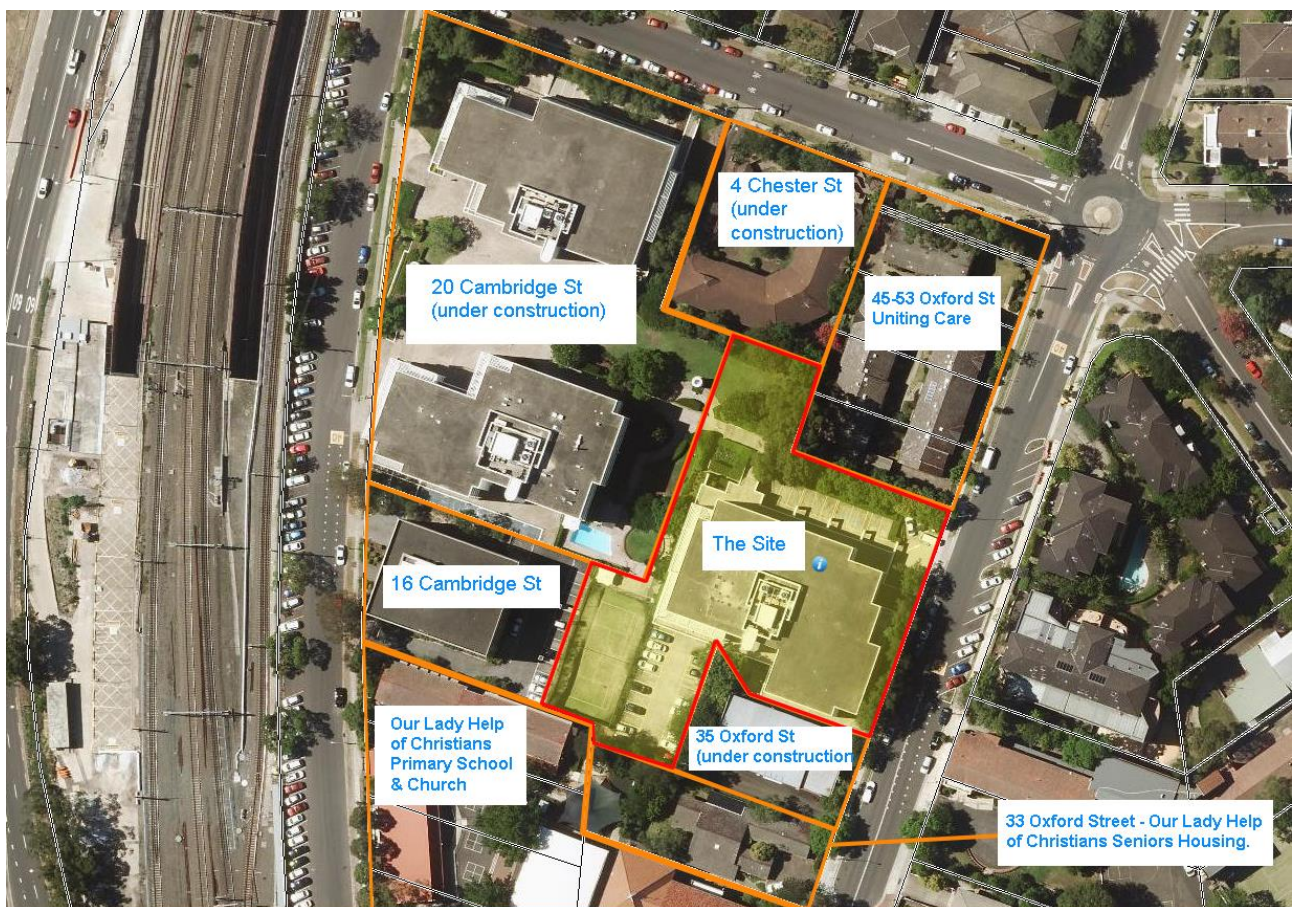 4 Chester St
(under
construction)
20 Cambridge St
(under construction)
45-53 Oxford St
Uniting Care
The Site
i
16 Cambridge St
Our Lady Help
of Christians
Primary School
& Church
35 Oxford St
(under construction
33 Oxford Street - Our Lady Help
of Christians Seniors Housing.
60